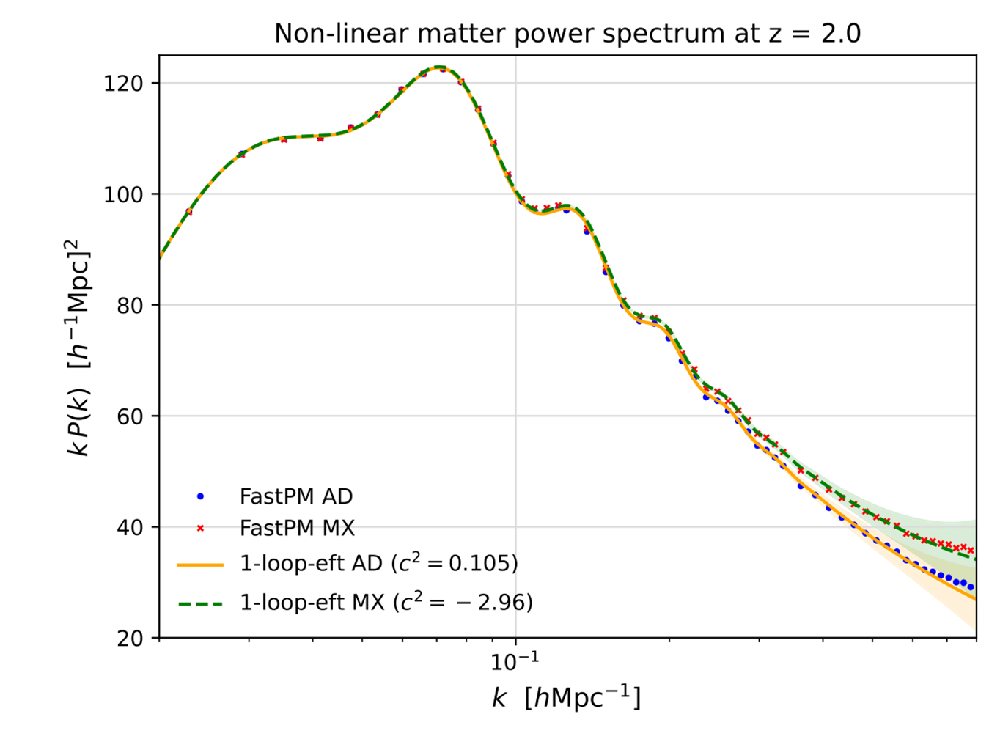 Non-linear matter power spectrum at z = 2.0
120
100
80
60
40
20
k P(k) [h⁻¹Mpc]²
FastPM AD
FastPM MX
1-loop-eft AD (c² = 0.105)
1-loop-eft MX (c² = −2.96)
10⁻¹
k [hMpc⁻¹]